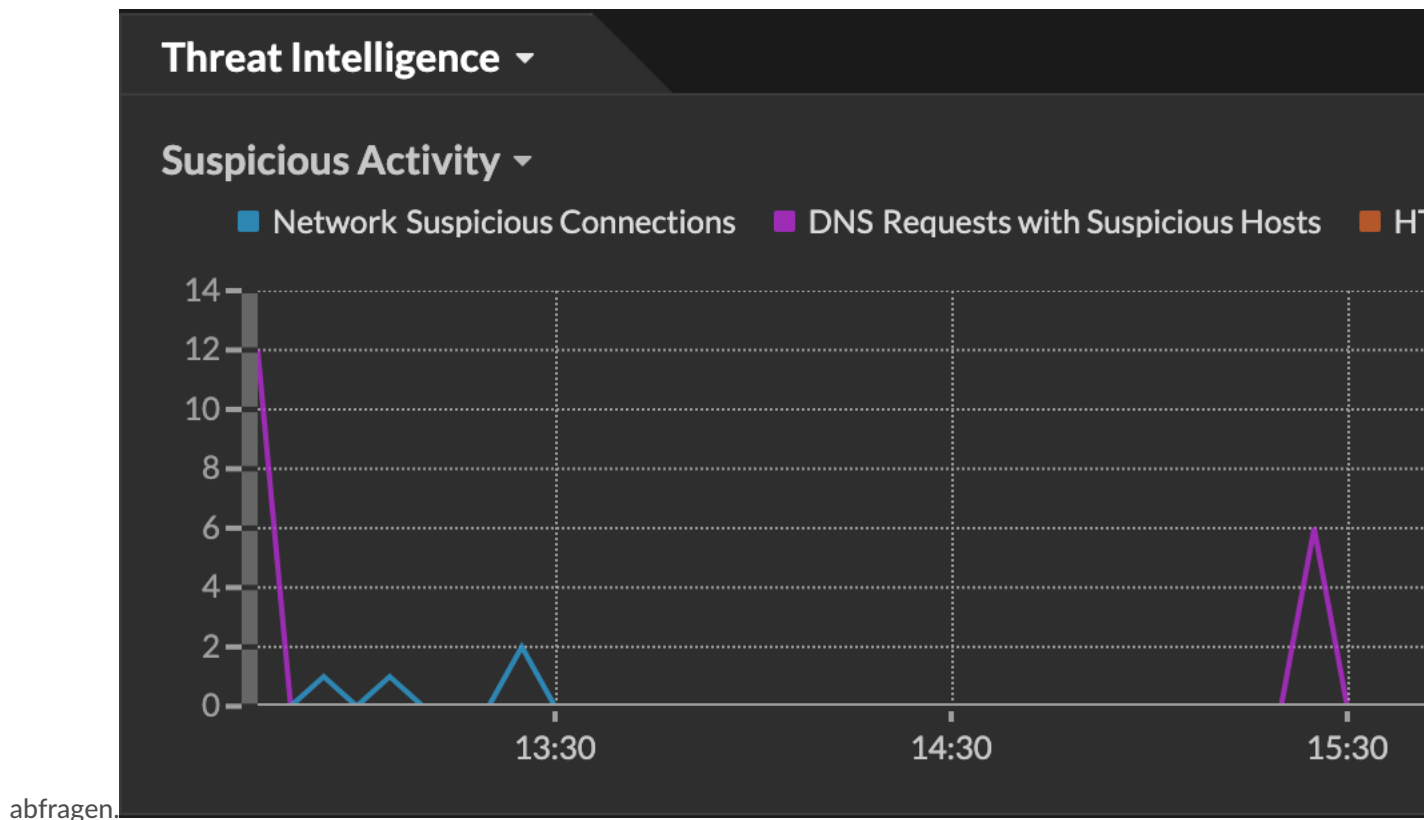 Threat Intelligence
Suspicious Activity
Network Suspicious Connections DNS Requests with Suspicious Hosts HT
14
12
10
8
6
4
2
0
13:30 14:30 15:30
abfragen.